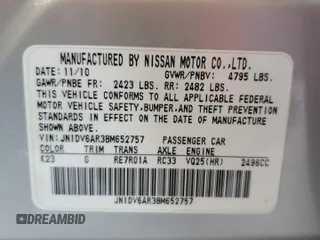 MANUFACTURED BY NISSAN MOTOR CO.,LTD.
DATE: 11/10 GVWR/PNBV: 4795 LBS.
GAWR/PNBE FR: 2423 LBS. RR: 2482 LBS.
THIS VEHICLE CONFORMS TO ALL APPLICABLE FEDERAL
MOTOR VEHICLE SAFETY, BUMPER, AND THEFT PREVENTION
STANDARDS IN EFFECT ON THE DATE OF
MANUFACTURE SHOWN ABOVE.
VIN: JN1DV6AR3BM652757 PASSENGER CAR
COLOR TRIM TRANS AXLE ENGINE
K23 G RE7R01A RC33 VQ25(HR) 2496CC
JN1DV6AR3BM652757
DREAMBID